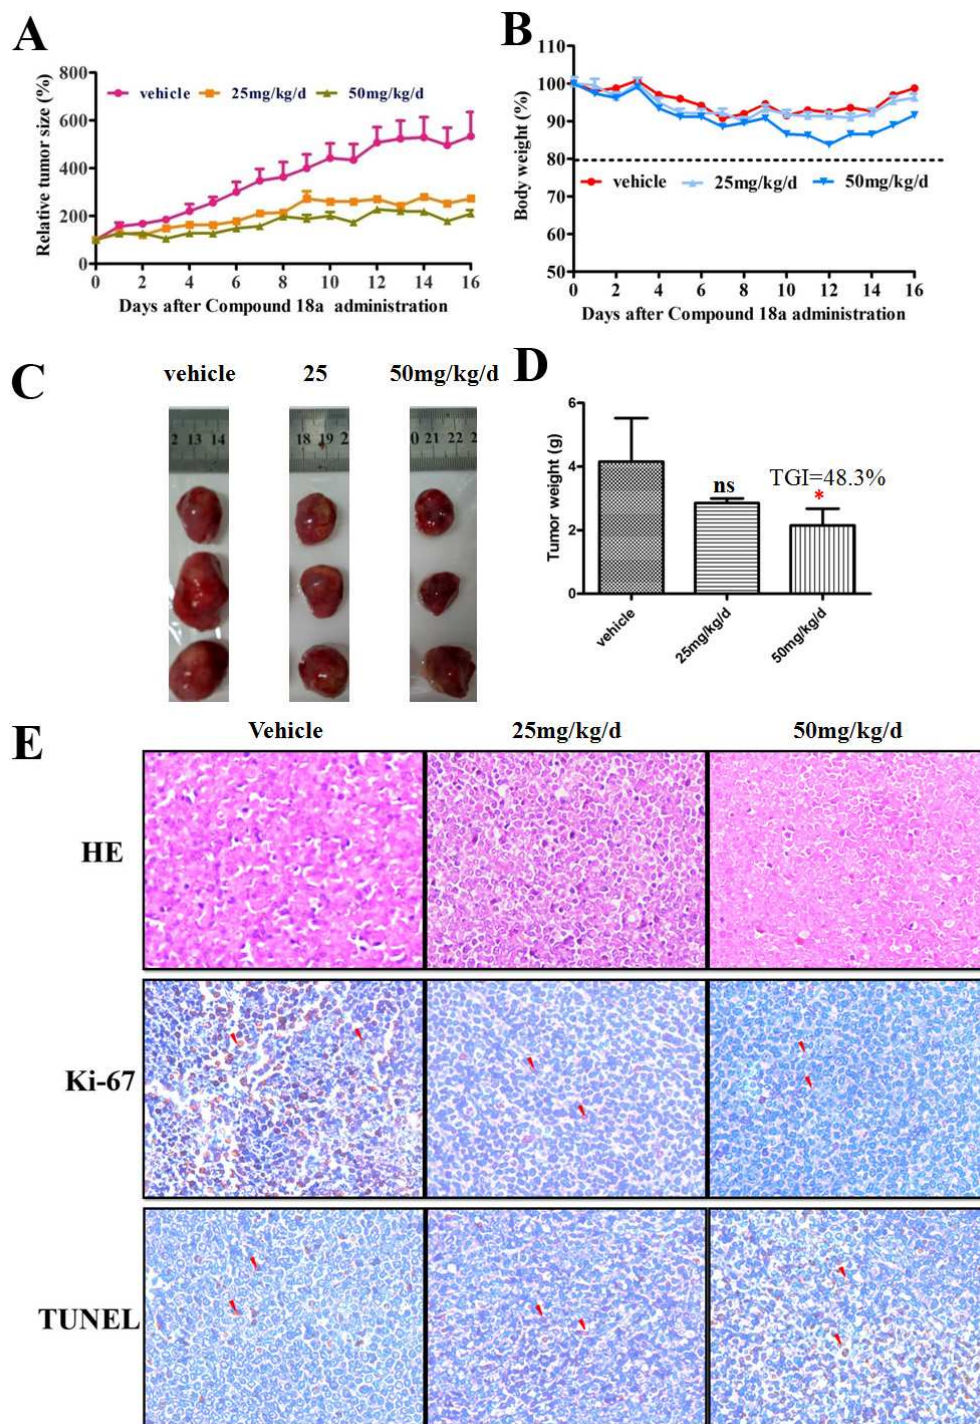 A
Relative tumor size (%)
800
600
400
200
0
vehicle 25mg/kg/d 50mg/kg/d
0 2 4 6 8 10 12 14 16
Days after Compound 18a administration
B
Body weight (%)
110
100
90
80
70
60
50
vehicle 25mg/kg/d 50mg/kg/d
0 2 4 6 8 10 12 14 16
Days after Compound 18a administration
C
vehicle 25 50mg/kg/d
2 13 14
18 19 2
0 21 22 2
D
Tumor weight (g)
6
4
2
0
ns
TGI=48.3%
*
vehicle
25mg/kg/d
50mg/kg/d
E
Vehicle 25mg/kg/d 50mg/kg/d
HE
Ki-67
TUNEL